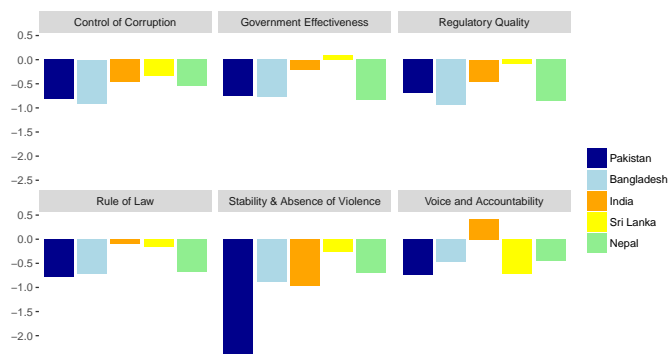 Control of Corruption
Government Effectiveness
Regulatory Quality
0.5
0.0
−0.5
−1.0
−1.5
−2.0
−2.5
Pakistan
Bangladesh
India
Sri Lanka
Nepal
Rule of Law
Stability & Absence of Violence
Voice and Accountability
0.5
0.0
−0.5
−1.0
−1.5
−2.0